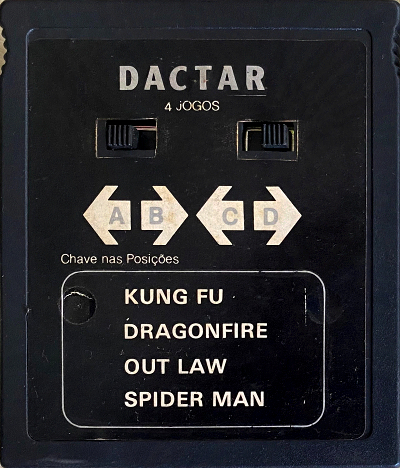 DACTAR
4 JOGOS
A B C D
Chave nas Posições
KUNG FU
DRAGONFIRE
OUT LAW
SPIDER MAN